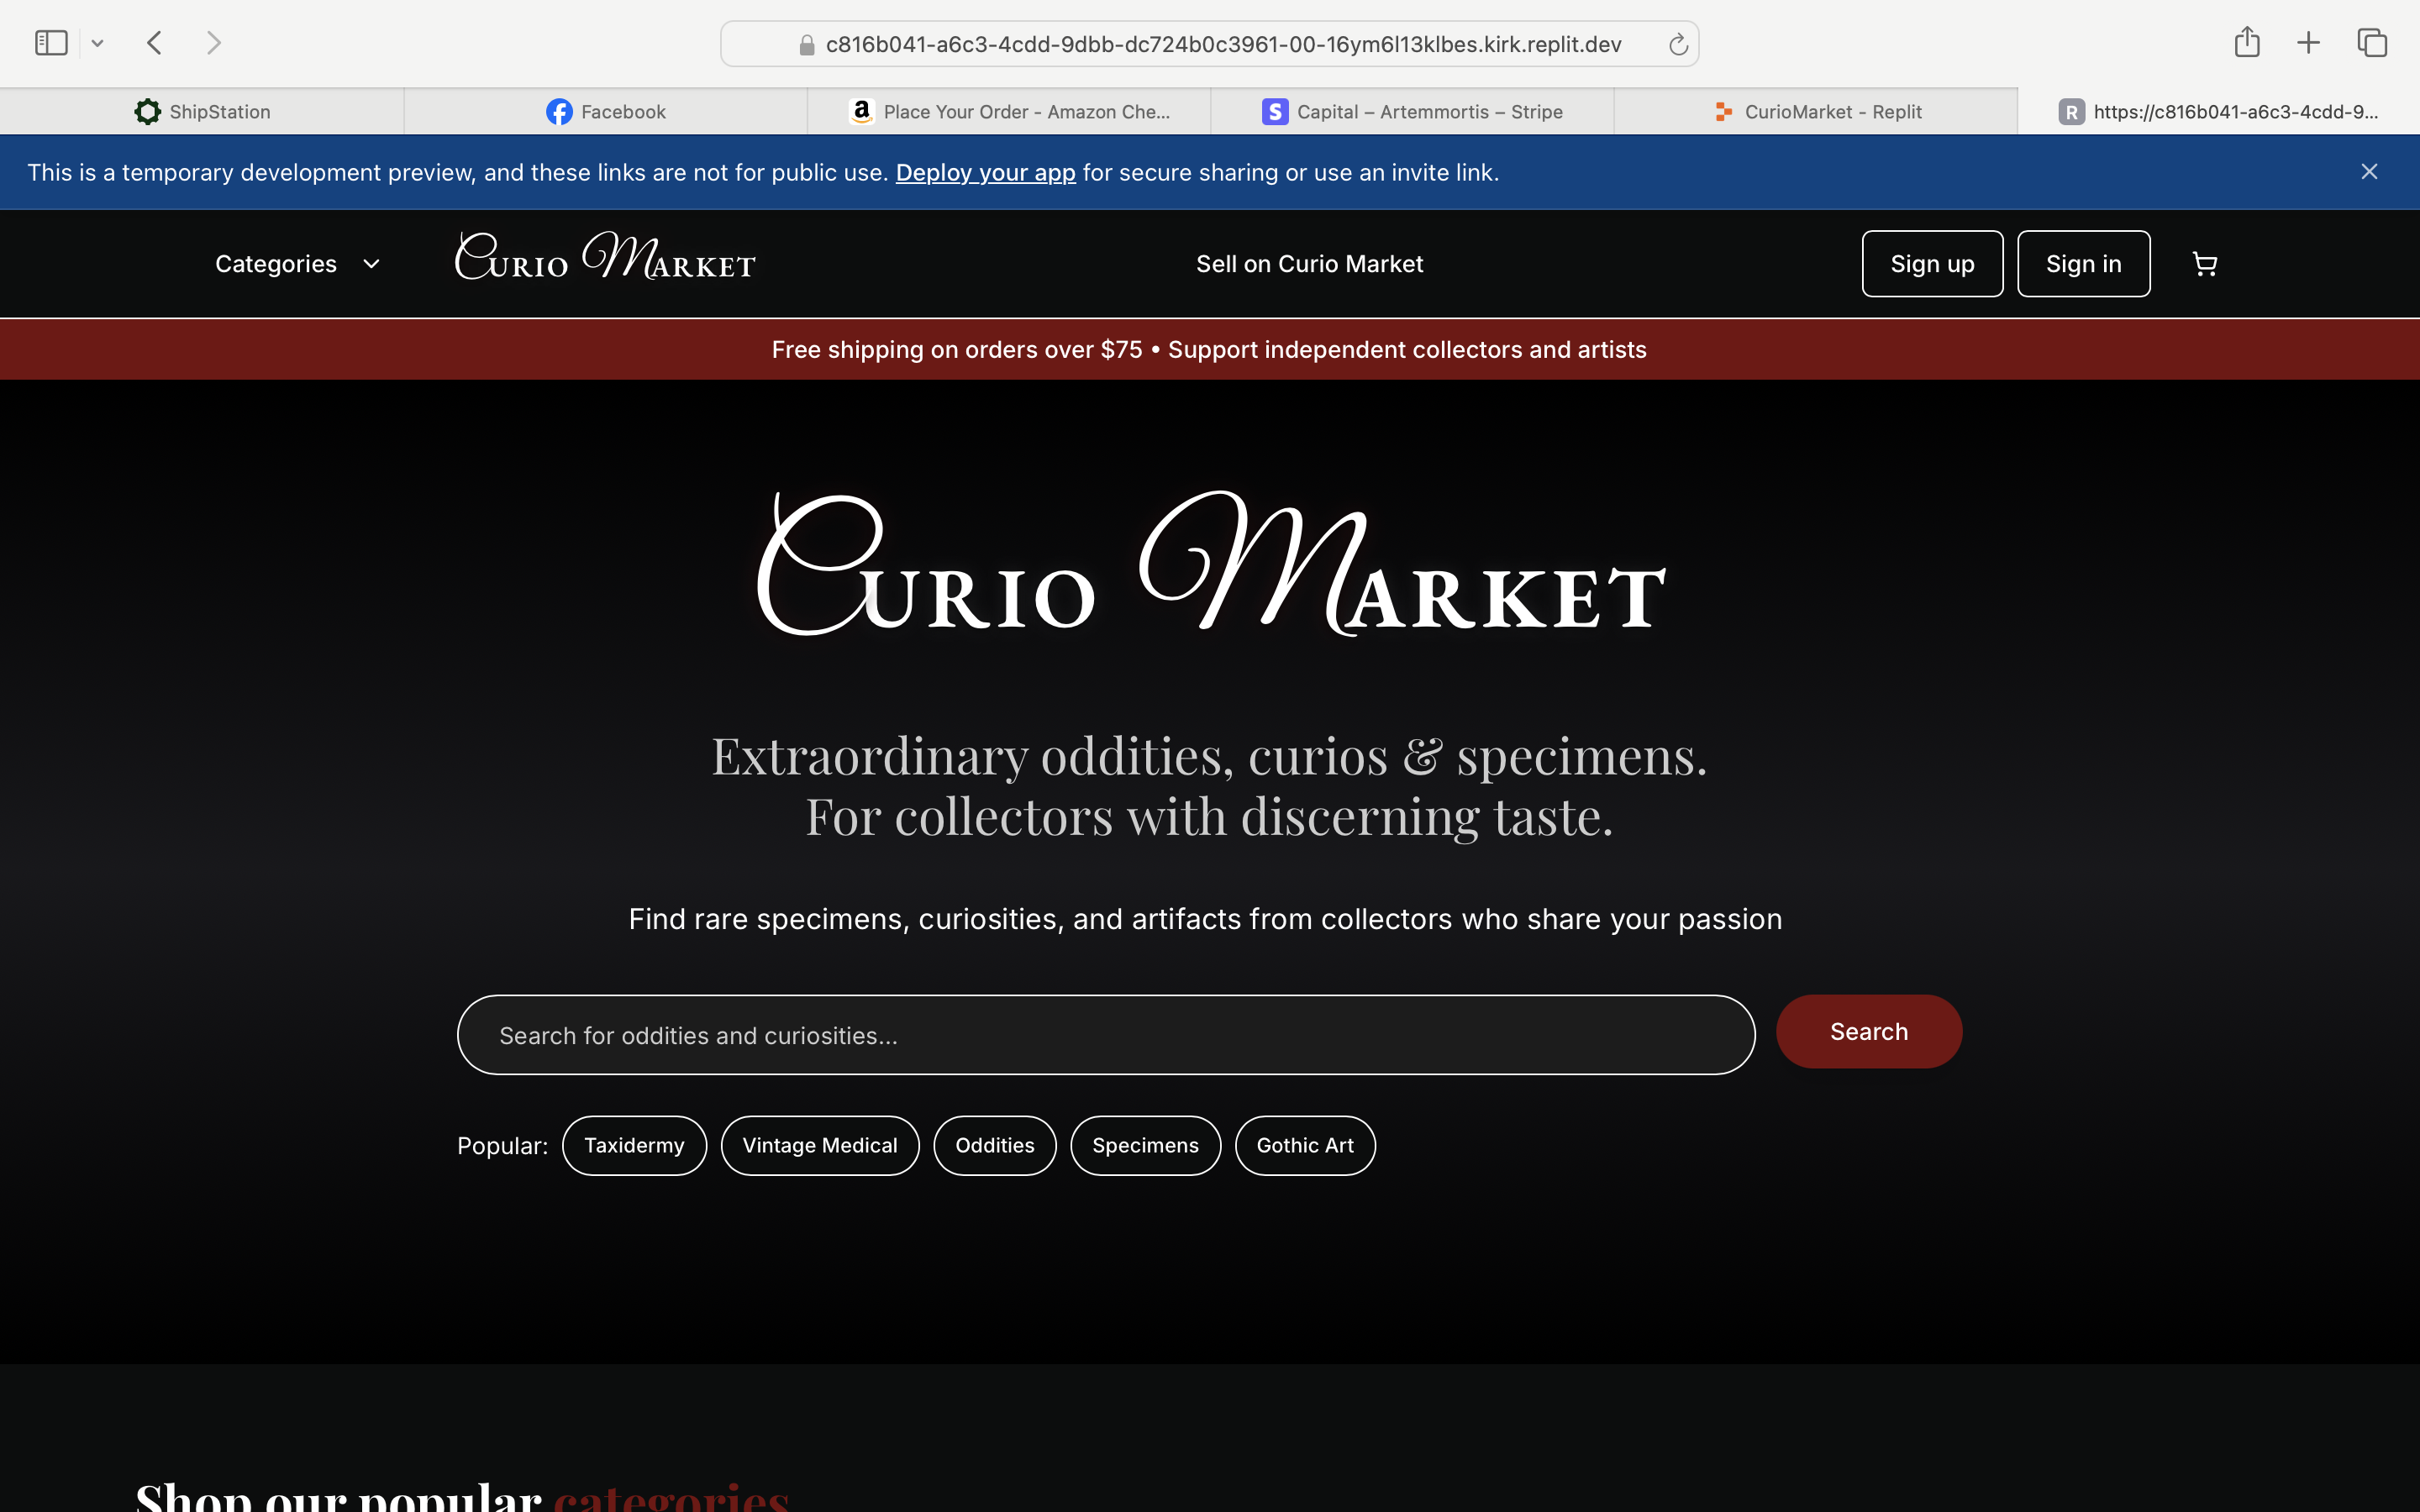 c816b041-a6c3-4cdd-9dbb-dc724b0c3961-00-16ym6l13klbes.kirk.replit.dev
ShipStation
Facebook
Place Your Order - Amazon Che...
Capital – Artemmortis – Stripe
CurioMarket - Replit
https://c816b041-a6c3-4cdd-9...
This is a temporary development preview, and these links are not for public use. Deploy your app for secure sharing or use an invite link.
Categories
Curio Market
Sell on Curio Market
Sign up
Sign in
Free shipping on orders over $75 • Support independent collectors and artists
Curio Market
Extraordinary oddities, curios & specimens.
For collectors with discerning taste.
Find rare specimens, curiosities, and artifacts from collectors who share your passion
Search for oddities and curiosities...
Search
Popular:
Taxidermy
Vintage Medical
Oddities
Specimens
Gothic Art
Shop our popular categories